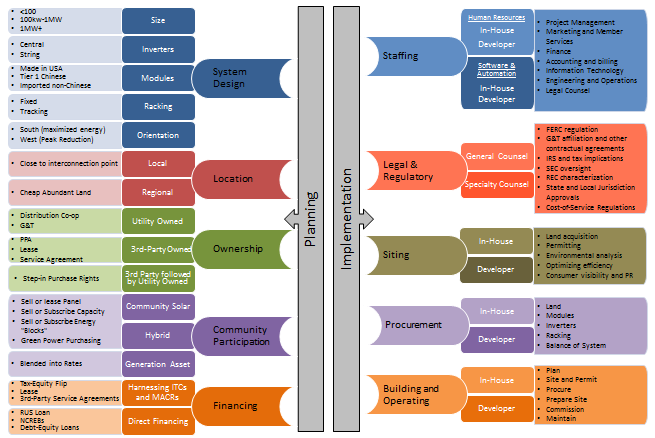 <100
100kw-1MW
1MW+
Size
Central
String
Inverters
Made in USA
Tier 1 Chinese
Imported non-Chinese
Modules
Fixed
Tracking
Racking
South (maximized energy)
West (Peak Reduction)
Orientation
System
Design
Close to interconnection point
Local
Cheap Abundant Land
Regional
Location
Distribution Co-op
G&T
Utility Owned
PPA
Lease
Service Agreement
3rd-Party Owned
Step-in Purchase Rights
3rd Party followed
by Utility Owned
Ownership
Sell or lease Panel
Sell or Subscribe Capacity
Sell or Subscribe Energy
"Blocks"
Green Power Purchasing
Community Solar
Hybrid
Blended into Rates
Generation Asset
Community
Participation
Tax-Equity Flip
Lease
3rd-Party Service Agreements
Harnessing ITCs
and MACRs
RUS Loan
NCREBs
Debt-Equity Loans
Direct Financing
Financing
Planning
Implementation
Staffing
Human Resources
In-House
Developer
Software &
Automation
In-House
Developer
Project Management
Marketing and Member
Services
Finance
Accounting and billing
Information Technology
Engineering and Operations
Legal Counsel
Legal &
Regulatory
General Counsel
Specialty Counsel
FERC regulation
G&T affiliation and other
contractual agreements
IRS and tax implications
SEC oversight
REC characterization
State and Local Jurisdiction
Approvals
Cost-of-Service Regulations
Siting
In-House
Developer
Land acquisition
Permitting
Environmental analysis
Optimizing efficiency
Consumer visibility and PR
Procurement
In-House
Developer
Land
Modules
Inverters
Racking
Balance of System
Building and
Operating
In-House
Developer
Plan
Site and Permit
Procure
Prepare Site
Commission
Maintain